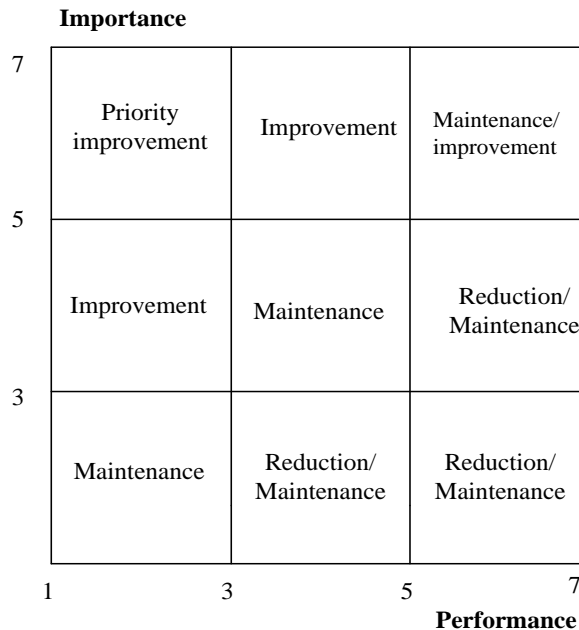 Importance
7
Priority
improvement
Improvement
Maintenance/
improvement
5
Improvement
Maintenance
Reduction/
Maintenance
3
Maintenance
Reduction/
Maintenance
Reduction/
Maintenance
1
3
5
7
Performance